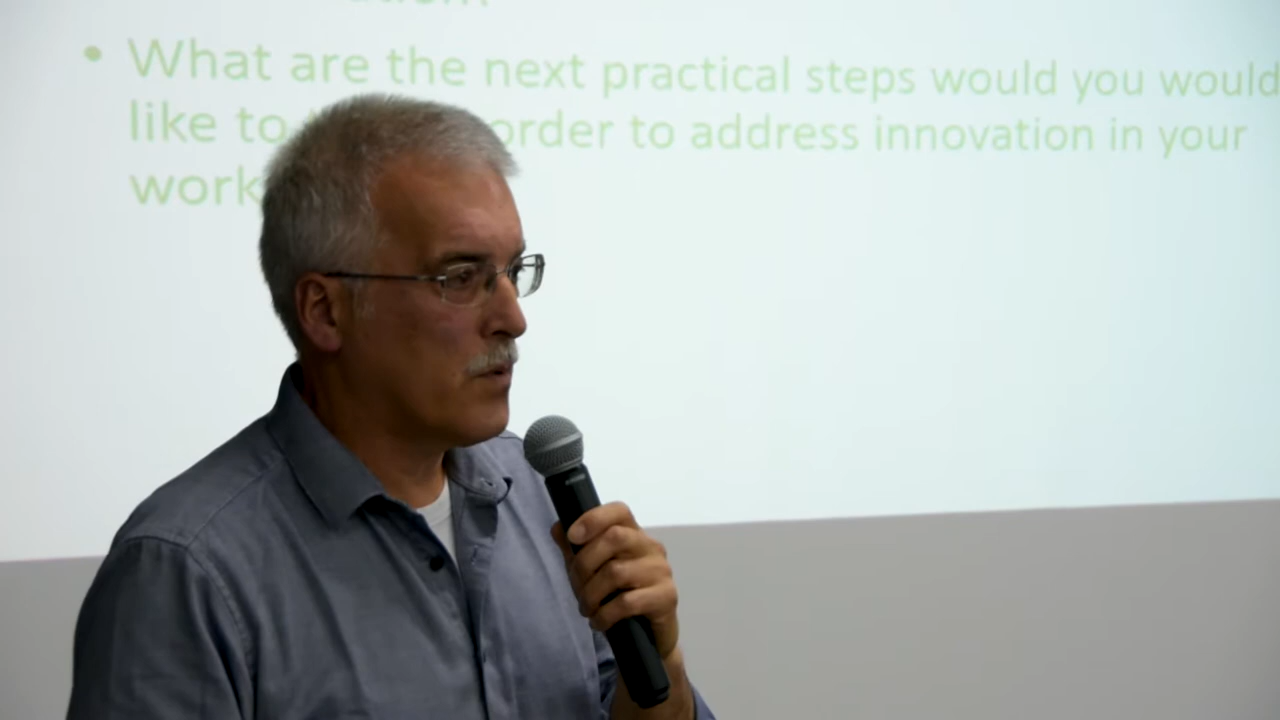 • What are the next practical steps would you would
like to order to address innovation in your
work